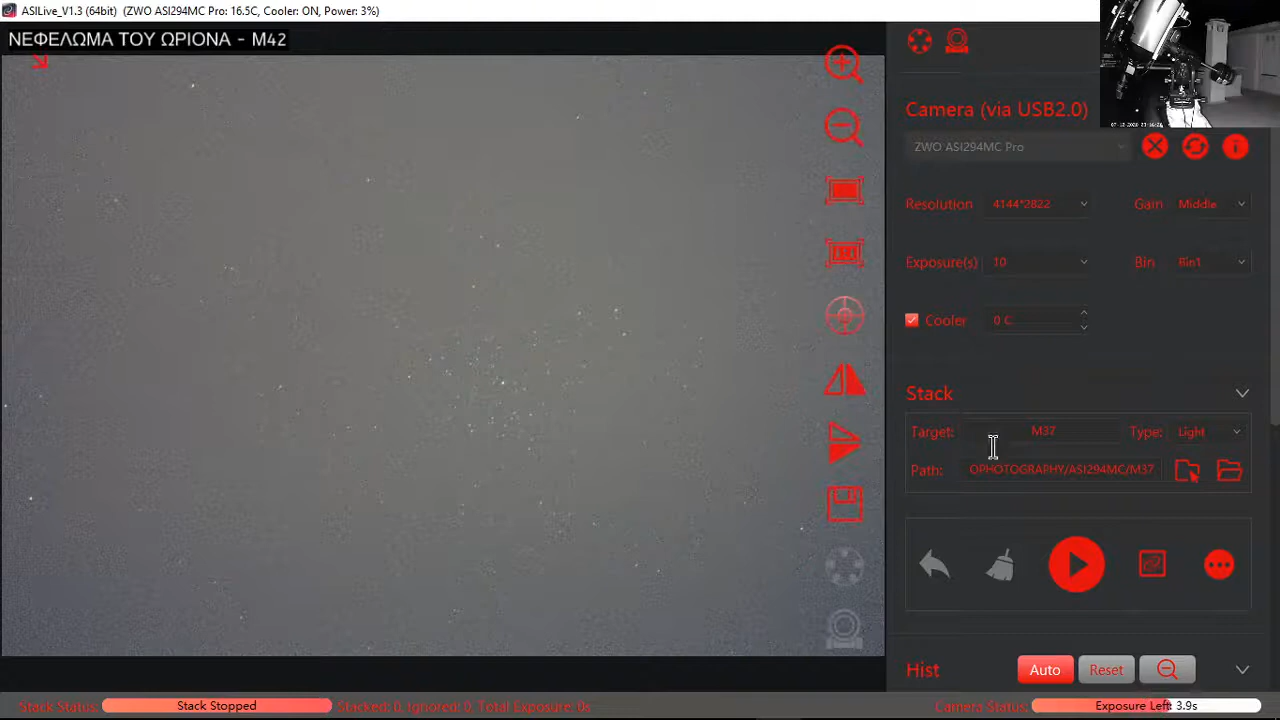 ASILive_V1.3 (64bit) (ZWO ASI294MC Pro: 16.5C, Cooler: ON, Power: 3%)
ΝΕΦΕΛΩΜΑ ΤΟΥ ΩΡΙΟΝΑ - M42
Camera (via USB2.0)
ZWO ASI294MC Pro
Resolution 4144*2822 Gain Middle
Exposure(s) 10 Bin Bin1
Cooler 0 C
Stack
Target: M37 Type: Light
Path: OPHOTOGRAPHY/ASI294MC/M37
Hist Auto Reset
Stack Status: Stack Stopped Stacked: 0, Ignored: 0, Total Exposure: 0s Camera Status: Exposure Left: 3.9s